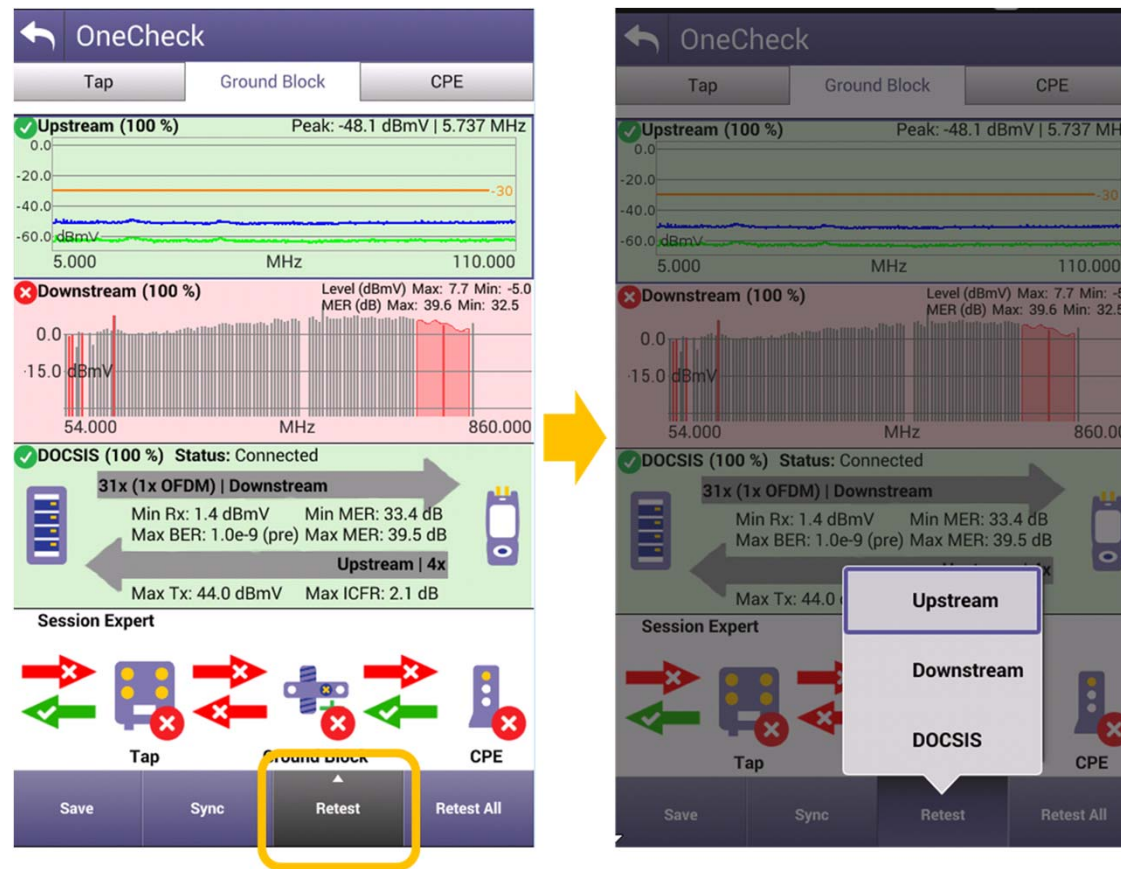 OneCheck
Tap Ground Block CPE
Upstream (100 %) Peak: -48.1 dBmV | 5.737 MHz
0.0
-20.0
-30
-40.0
-60.0 dBmV
5.000 MHz 110.000
Downstream (100 %) Level (dBmV) Max: 7.7 Min: -5.0
MER (dB) Max: 39.6 Min: 32.5
0.0
-15.0 dBmV
54.000 MHz 860.000
DOCSIS (100 %) Status: Connected
31x (1x OFDM) | Downstream
Min Rx: 1.4 dBmV Min MER: 33.4 dB
Max BER: 1.0e-9 (pre) Max MER: 39.5 dB
Upstream | 4x
Max Tx: 44.0 dBmV Max ICFR: 2.1 dB
Session Expert
Tap Ground Block CPE
Save Sync Retest Retest All
OneCheck
Tap Ground Block CPE
Upstream (100 %) Peak: -48.1 dBmV | 5.737 MH
0.0
-20.0
-30
-40.0
-60.0 dBmV
5.000 MHz 110.000
Downstream (100 %) Level (dBmV) Max: 7.7 Min: -5
MER (dB) Max: 39.6 Min: 32.5
0.0
-15.0 dBmV
54.000 MHz 860.00
DOCSIS (100 %) Status: Connected
31x (1x OFDM) | Downstream
Min Rx: 1.4 dBmV Min MER: 33.4 dB
Max BER: 1.0e-9 (pre) Max MER: 39.5 dB
Max Tx: 44.0
Session Expert
Upstream
Downstream
DOCSIS
Tap CPE
Save Sync Retest Retest All